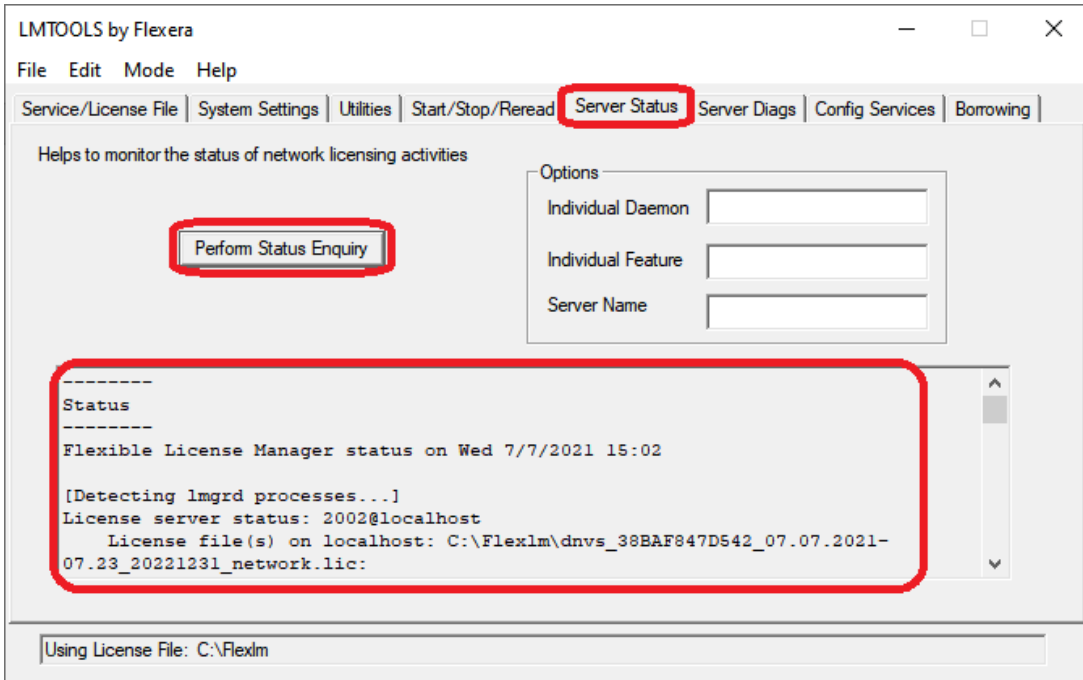 LMTOOLS by Flexera
File Edit Mode Help
Service/License File System Settings Utilities Start/Stop/Reread Server Status Server Diags Config Services Borrowing
Helps to monitor the status of network licensing activities
Options
Individual Daemon
Perform Status Enquiry
Individual Feature
Server Name
--------
Status
--------
Flexible License Manager status on Wed 7/7/2021 15:02
[Detecting lmgrd processes...]
License server status: 2002@localhost
License file(s) on localhost: C:\Flexlm\dnvs_38BAF847D542_07.07.2021-
07.23_20221231_network.lic:
Using License File: C:\Flexlm